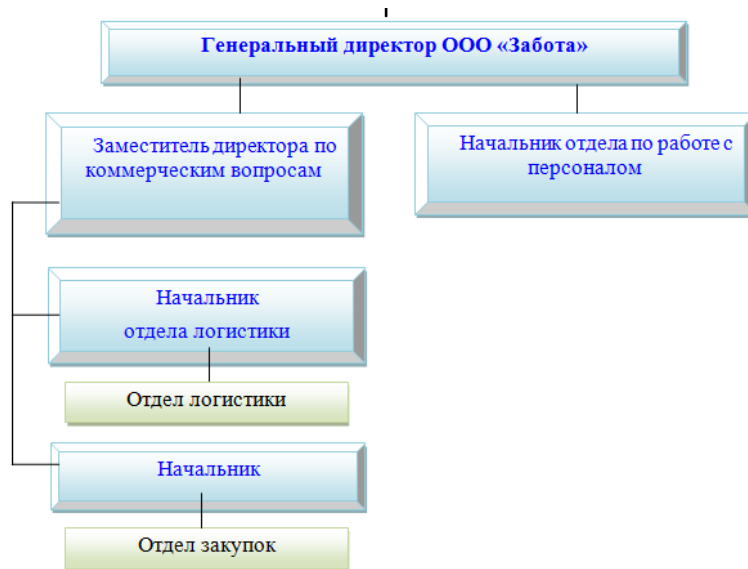 Генеральный директор ООО «Забота»
Заместитель директора по
коммерческим вопросам
Начальник отдела по работе с
персоналом
Начальник
отдела логистики
Отдел логистики
Начальник
Отдел закупок